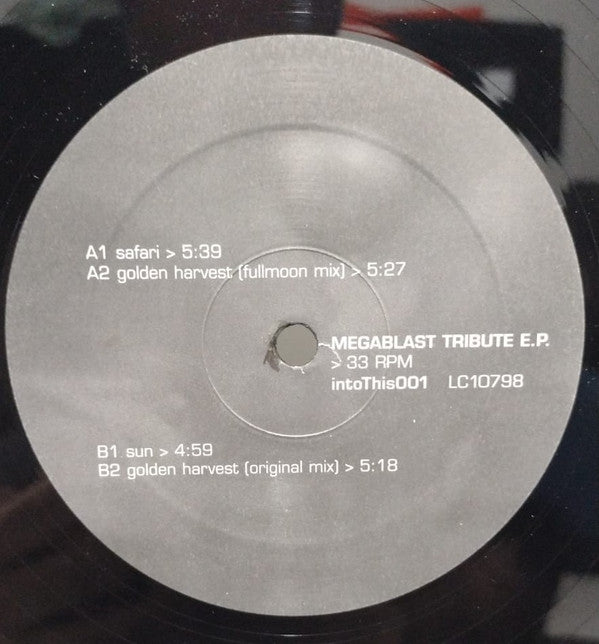 A1 safari > 5:39
A2 golden harvest (fullmoon mix) > 5:27
MEGABLAST TRIBUTE E.P.
> 33 RPM
intoThis001 LC10798
B1 sun > 4:59
B2 golden harvest (original mix) > 5:18